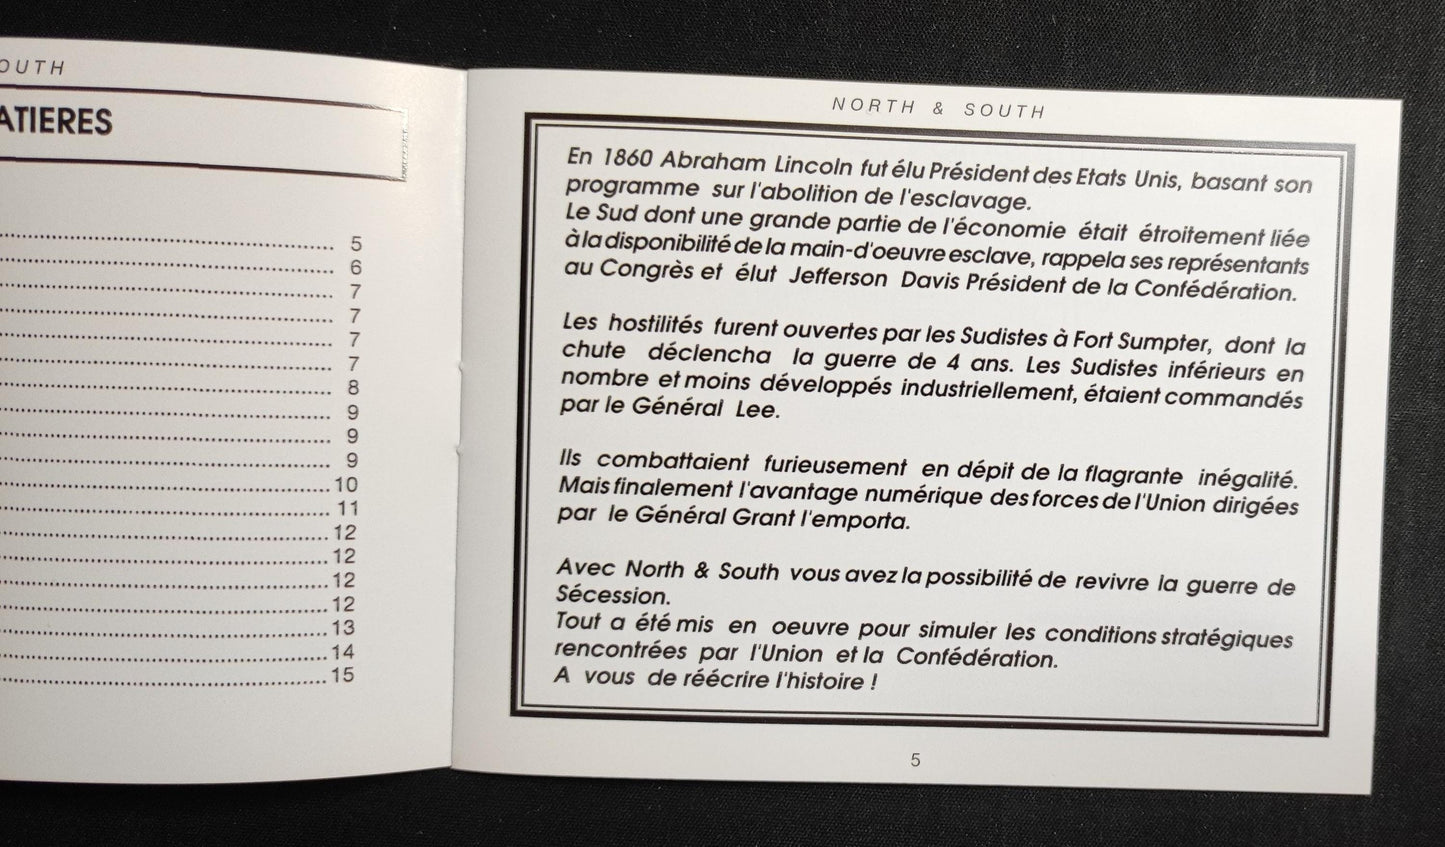 OUTH
ATIERES
5
6
7
7
7
7
8
9
9
9
10
11
12
12
12
12
13
14
15
NORTH & SOUTH
En 1860 Abraham Lincoln fut élu Président des Etats Unis, basant son
programme sur l'abolition de l'esclavage.
Le Sud dont une grande partie de l'économie était étroitement liée
à la disponibilité de la main-d'oeuvre esclave, rappela ses représentants
au Congrès et élut Jefferson Davis Président de la Confédération.
Les hostilités furent ouvertes par les Sudistes à Fort Sumpter, dont la
chute déclencha la guerre de 4 ans. Les Sudistes inférieurs en
nombre et moins développés industriellement, étaient commandés
par le Général Lee.
Ils combattaient furieusement en dépit de la flagrante inégalité.
Mais finalement l'avantage numérique des forces de l'Union dirigées
par le Général Grant l'emporta.
Avec North & South vous avez la possibilité de revivre la guerre de
Sécession.
Tout a été mis en oeuvre pour simuler les conditions stratégiques
rencontrées par l'Union et la Confédération.
A vous de réécrire l'histoire !
5